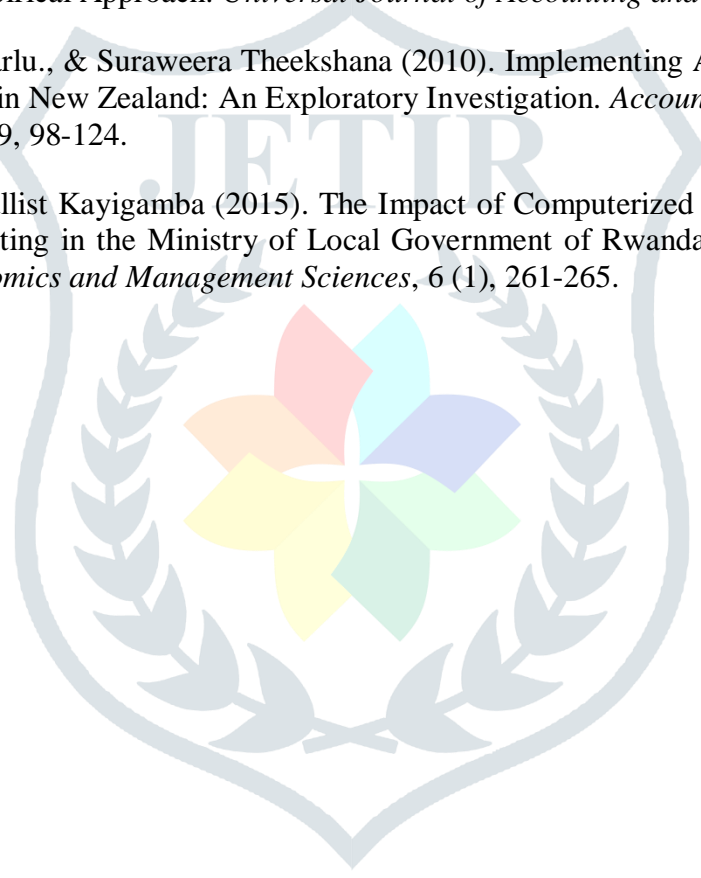 pirical Approach. Universal Journal of Accounting and
arlu., & Suraweera Theekshana (2010). Implementing A
in New Zealand: An Exploratory Investigation. Accoun
9, 98-124.
JETIR
llist Kayigamba (2015). The Impact of Computerized
ting in the Ministry of Local Government of Rwanda
omics and Management Sciences, 6 (1), 261-265.